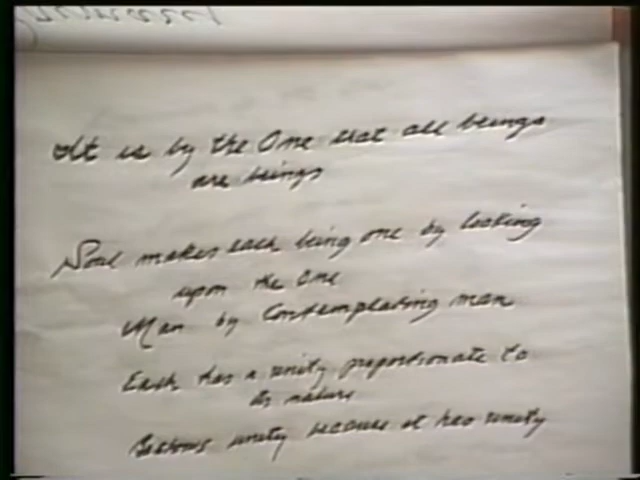 It is by the One that all beings
are beings
Soul makes each being one by looking
upon the One
Man by Contemplating man
Each has a unity proportionate to
its nature
Bestows unity because it has unity